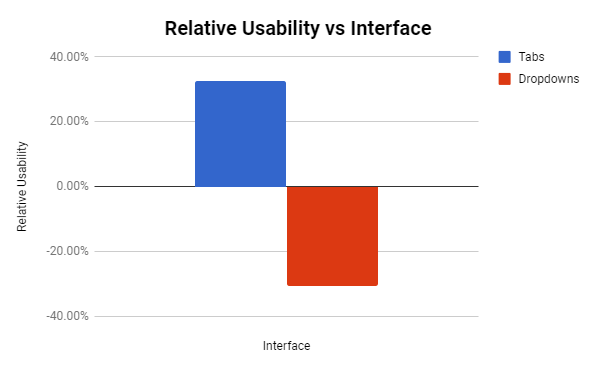 Relative Usability vs Interface
40.00%
20.00%
0.00%
-20.00%
-40.00%
Relative Usability
Interface
Tabs
Dropdowns